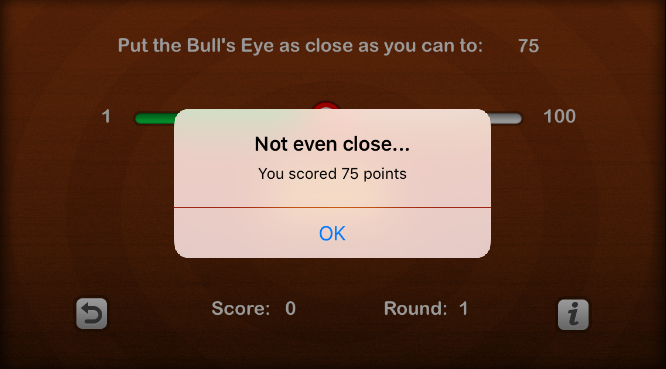 Put the Bull's Eye as close as you can to: 75
1 100
Not even close...
You scored 75 points
OK
Score: 0 Round: 1
i